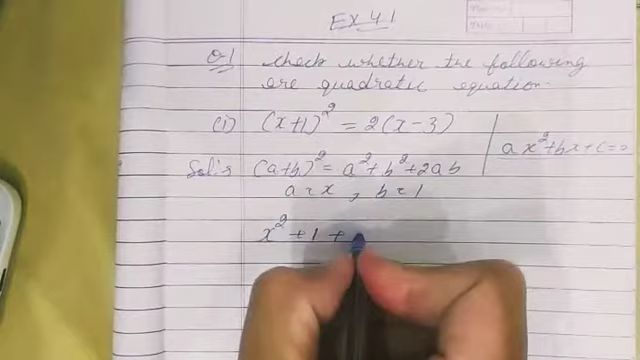 Ex 4.1
Q.1 check whether the following
are quadratic equation.
(i) (x+1)² = 2(x-3)
ax²+bx+c=0
Sol:- (a+b)² = a²+b²+2ab
a = x , b = 1
x² + 1 +